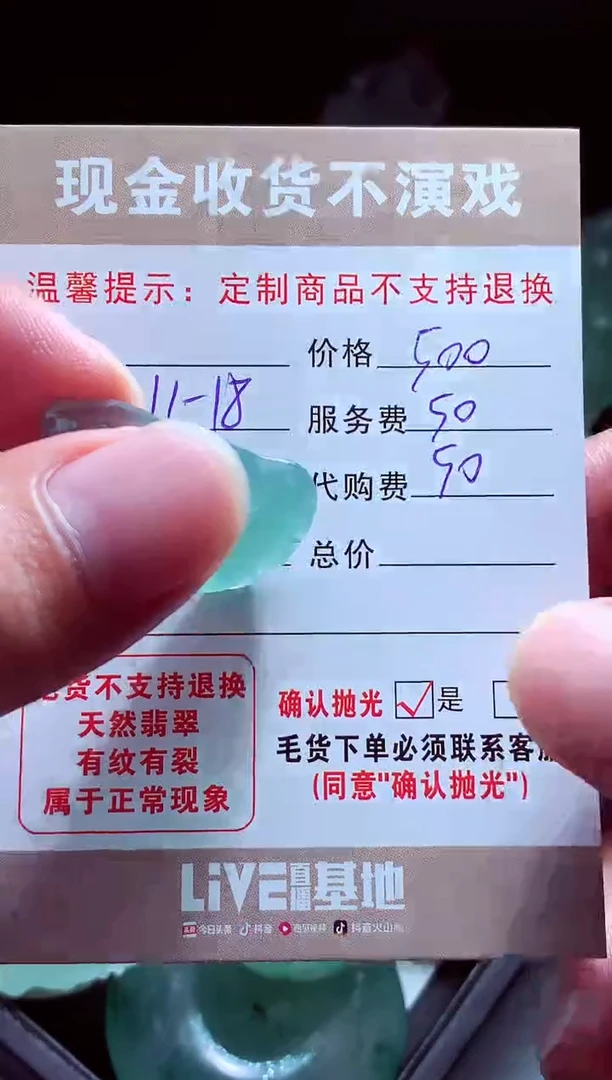 现金收货不演戏
温馨提示：定制商品不支持退换
价格 500
11-18 服务费 50
代购费 50
总价
货不支持退换
天然翡翠
有纹有裂
属于正常现象
确认抛光 是
毛货下单必须联系客服
(同意"确认抛光")
LiVE直播基地
今日头条 抖音 西瓜视频 抖音火山